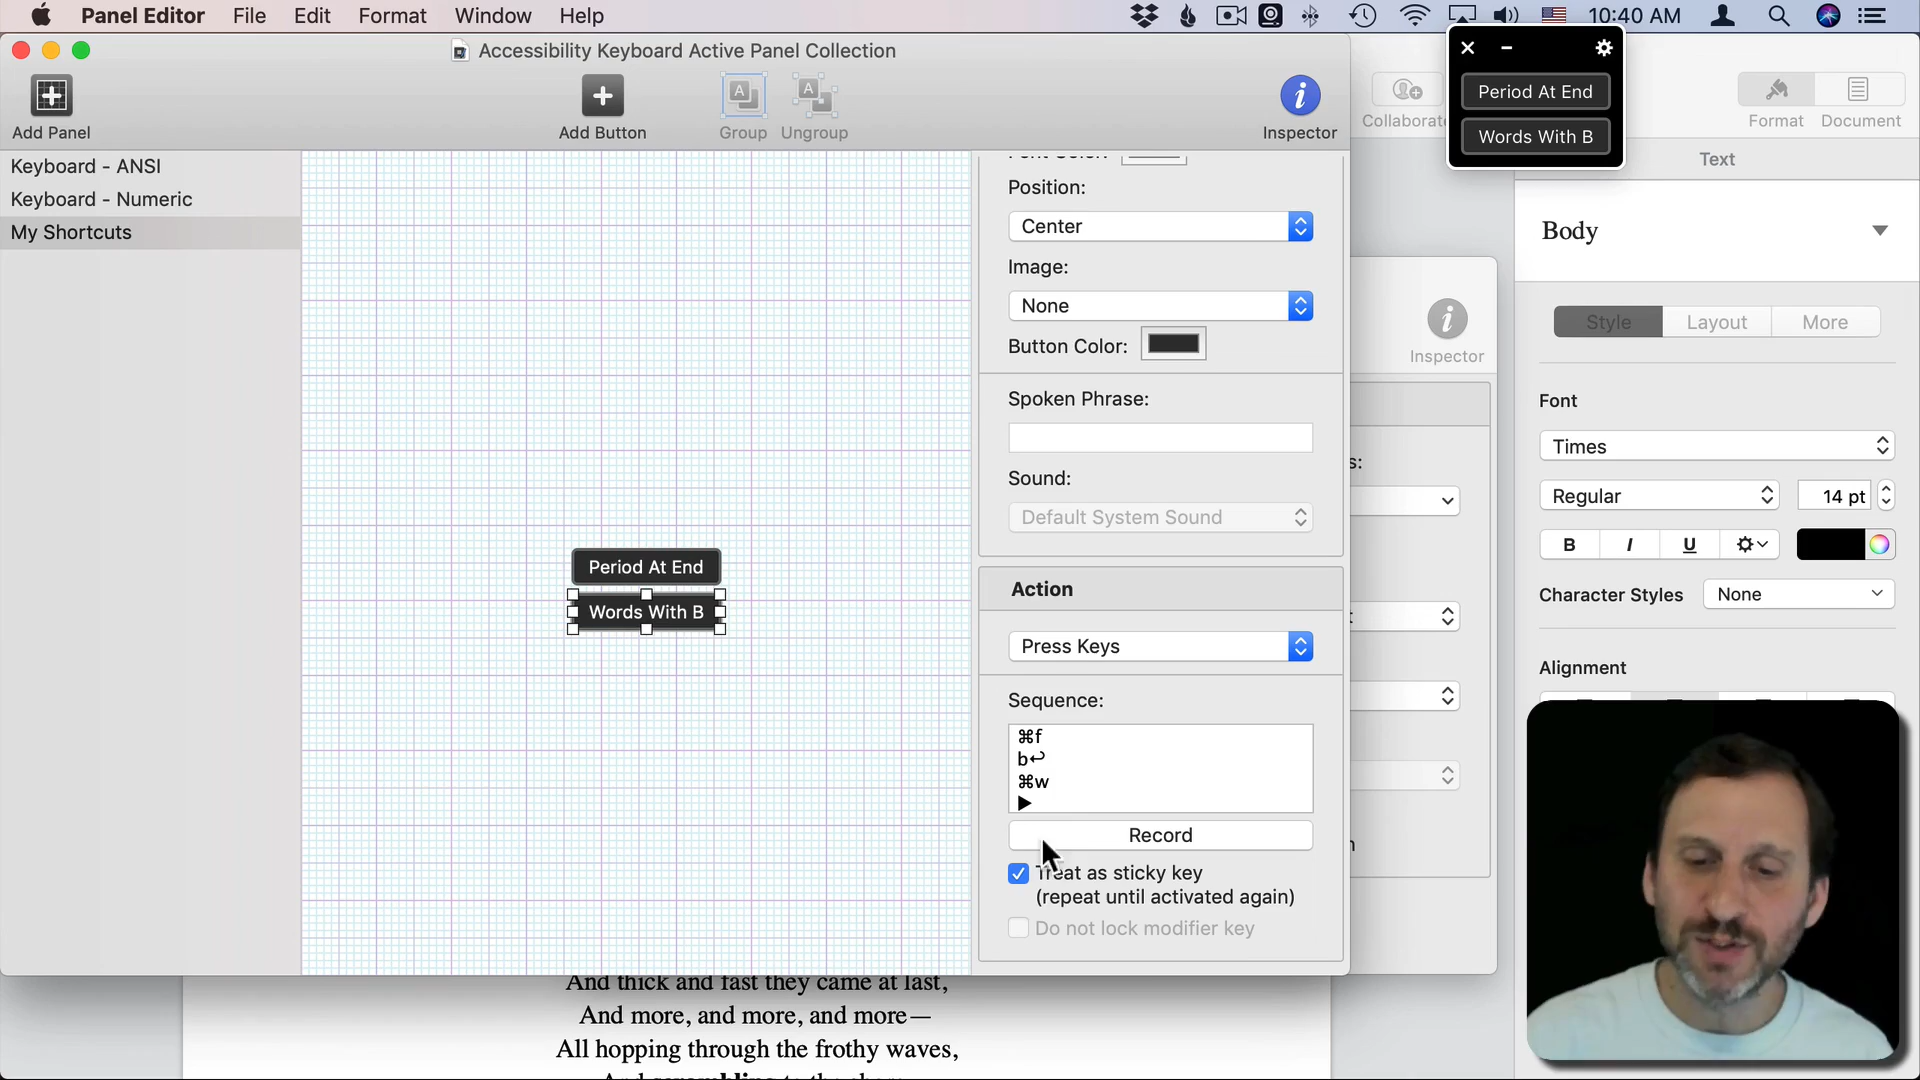 Panel Editor File Edit Format Window Help 10:40 AM
Accessibility Keyboard Active Panel Collection
Add Panel Add Button Group Ungroup Inspector
Keyboard - ANSI
Keyboard - Numeric
My Shortcuts
Period At End
Words With B
Position:
Center
Image:
None
Button Color:
Spoken Phrase:
Sound:
Default System Sound
Action
Press Keys
Sequence:
⌘f
b↩
⌘w
▶
Record
Treat as sticky key
(repeat until activated again)
Do not lock modifier key
Period At End
Words With B
Inspector
s:
Format Document
Text
Body
Style Layout More
Font
Times
Regular 14 pt
B I U
Character Styles None
Alignment
And thick and fast they came at last,
And more, and more, and more—
All hopping through the frothy waves,